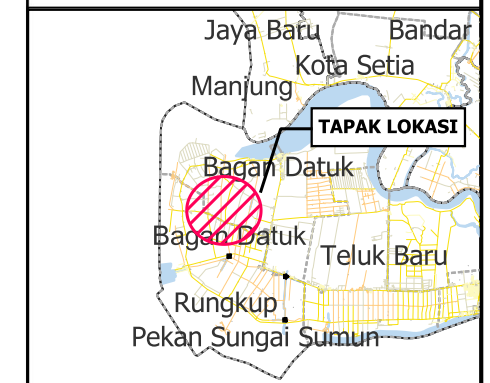 Jaya Baru
Bandar
Kota Setia
Manjung
TAPAK LOKASI
Bagan Datuk
Bagan Datuk
Teluk Baru
Rungkup
Pekan Sungai Sumun